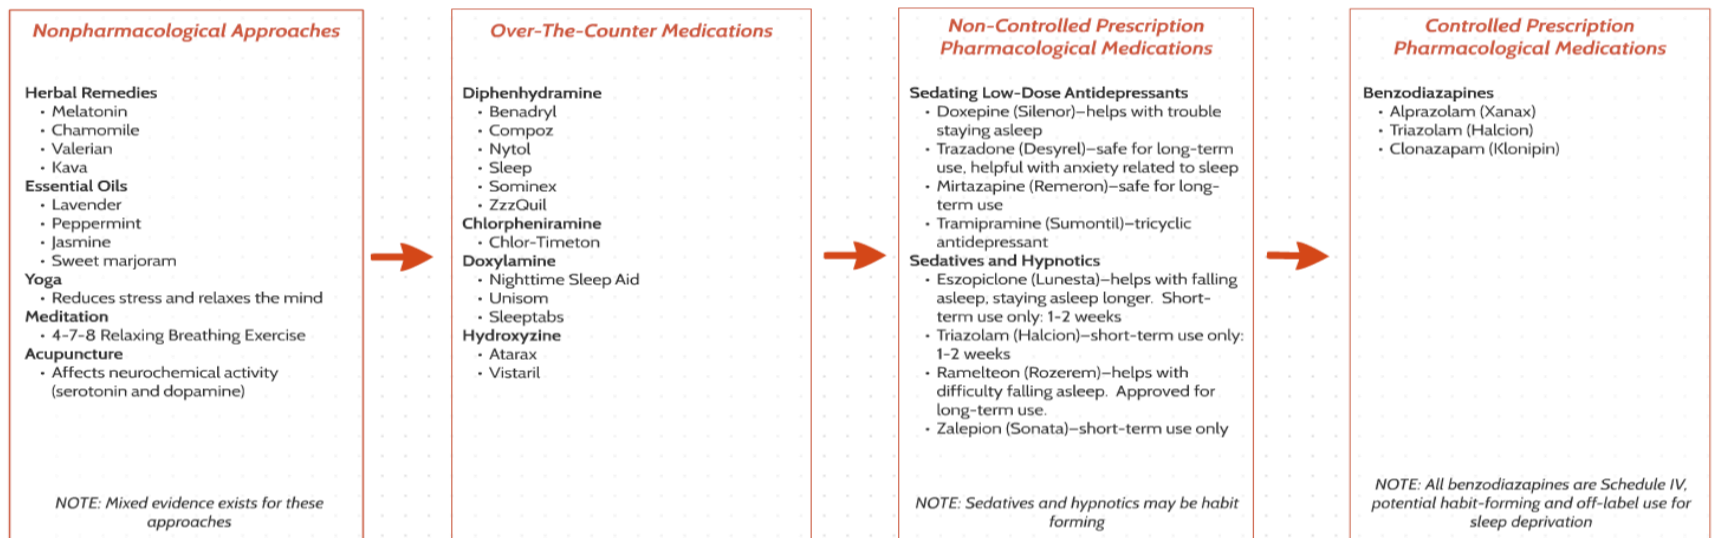 Nonpharmacological Approaches
Herbal Remedies
• Melatonin
• Chamomile
• Valerian
• Kava
Essential Oils
• Lavender
• Peppermint
• Jasmine
• Sweet marjoram
Yoga
• Reduces stress and relaxes the mind
Meditation
• 4-7-8 Relaxing Breathing Exercise
Acupuncture
• Affects neurochemical activity
(serotonin and dopamine)
NOTE: Mixed evidence exists for these
approaches
Over-The-Counter Medications
Diphenhydramine
• Benadryl
• Compoz
• Nytol
• Sleep
• Sominex
• ZzzQuil
Chlorpheniramine
• Chlor-Timeton
Doxylamine
• Nighttime Sleep Aid
• Unisom
• Sleeptabs
Hydroxyzine
• Atarax
• Vistaril
Non-Controlled Prescription
Pharmacological Medications
Sedating Low-Dose Antidepressants
• Doxepine (Silenor)–helps with trouble
staying asleep
• Trazadone (Desyrel)–safe for long-term
use, helpful with anxiety related to sleep
• Mirtazapine (Remeron)–safe for long-
term use
• Tramipramine (Sumontil)–tricyclic
antidepressant
Sedatives and Hypnotics
• Eszopiclone (Lunesta)–helps with falling
asleep, staying asleep longer. Short-
term use only: 1-2 weeks
• Triazolam (Halcion)–short-term use only:
1-2 weeks
• Ramelteon (Rozerem)–helps with
difficulty falling asleep. Approved for
long-term use.
• Zalepion (Sonata)–short-term use only
NOTE: Sedatives and hypnotics may be habit
forming
Controlled Prescription
Pharmacological Medications
Benzodiazapines
• Alprazolam (Xanax)
• Triazolam (Halcion)
• Clonazapam (Klonipin)
NOTE: All benzodiazapines are Schedule IV,
potential habit-forming and off-label use for
sleep deprivation